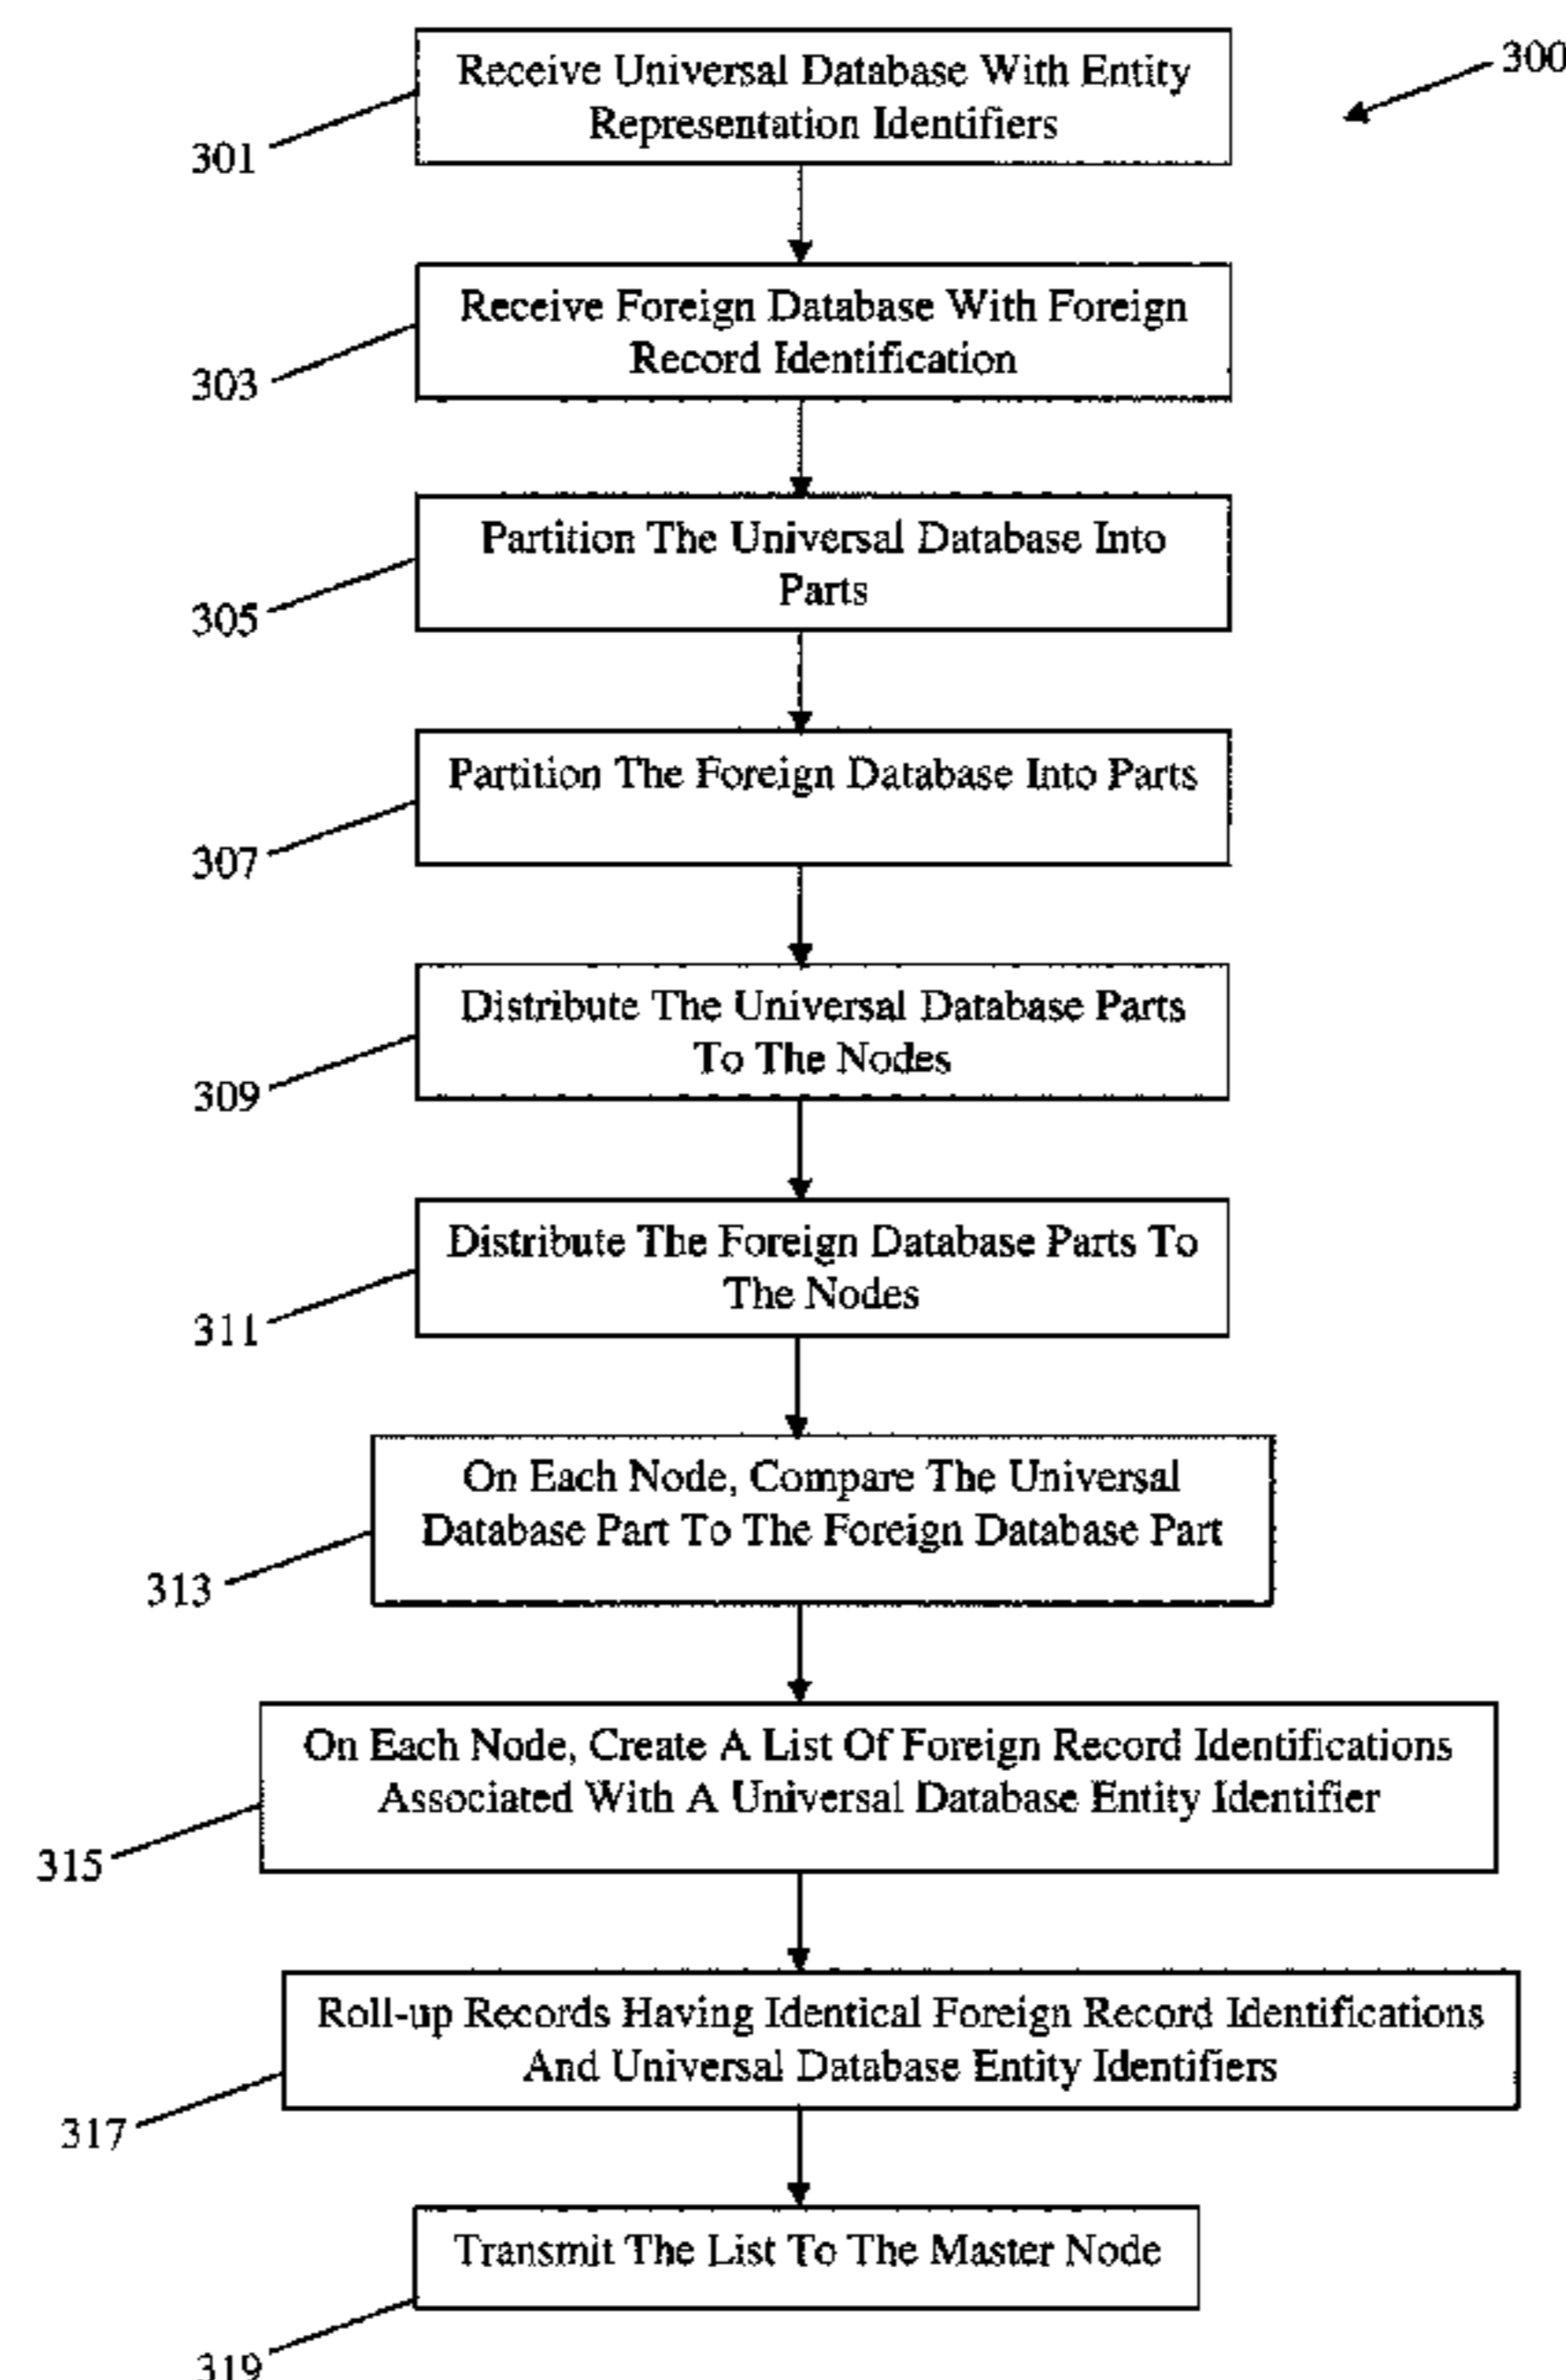 300
Receive Universal Database With Entity
Representation Identifiers
301
Receive Foreign Database With Foreign
Record Identification
303
Partition The Universal Database Into
Parts
305
Partition The Foreign Database Into Parts
307
Distribute The Universal Database Parts
To The Nodes
309
Distribute The Foreign Database Parts To
The Nodes
311
On Each Node, Compare The Universal
Database Part To The Foreign Database Part
313
On Each Node, Create A List Of Foreign Record Identifications
Associated With A Universal Database Entity Identifier
315
Roll-up Records Having Identical Foreign Record Identifications
And Universal Database Entity Identifiers
317
Transmit The List To The Master Node
319